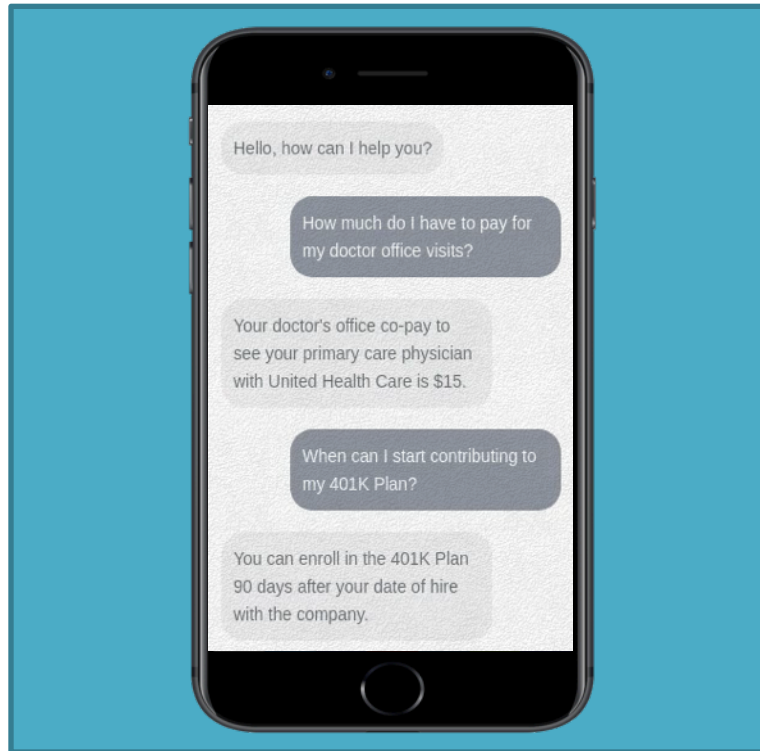 Hello, how can I help you?
How much do I have to pay for
my doctor office visits?
Your doctor's office co-pay to
see your primary care physician
with United Health Care is $15.
When can I start contributing to
my 401K Plan?
You can enroll in the 401K Plan
90 days after your date of hire
with the company.